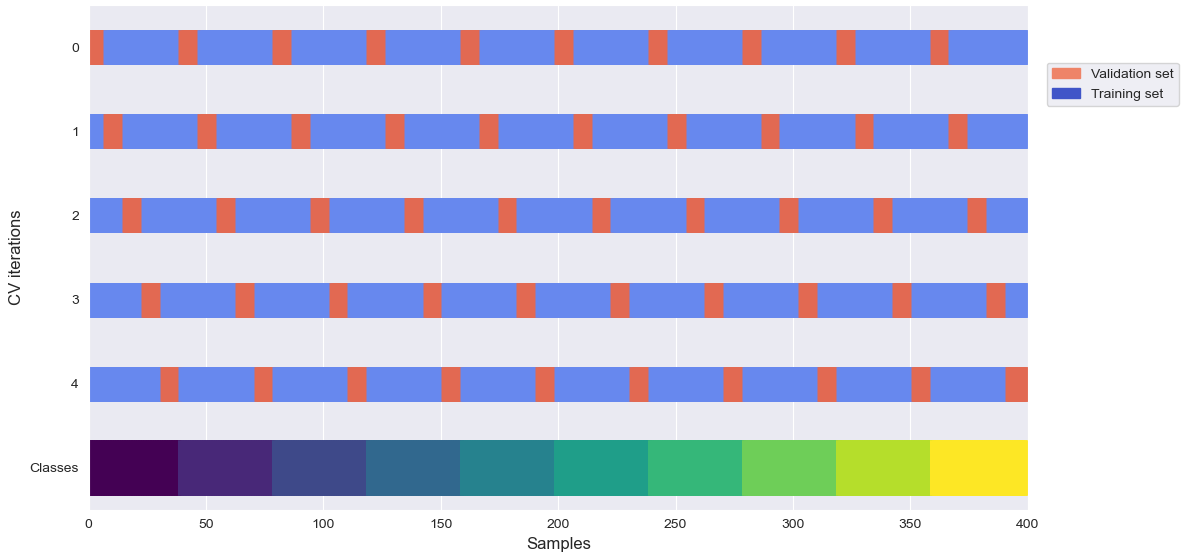 0
1
2
3
4
Classes
CV iterations
0 50 100 150 200 250 300 350 400
Samples
Validation set
Training set